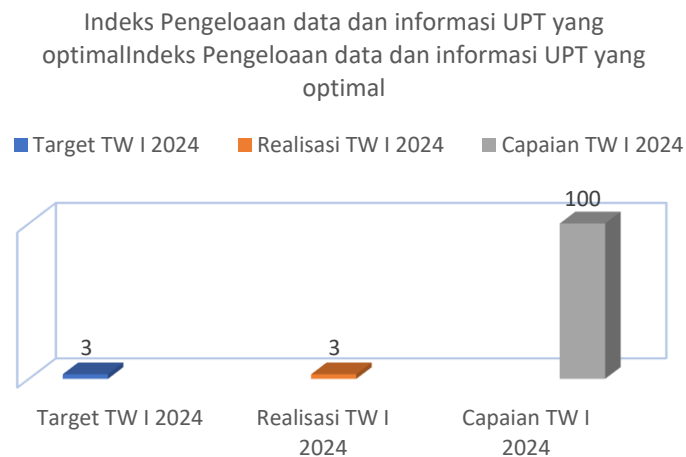 Indeks Pengeloaan data dan informasi UPT yang
optimalIndeks Pengeloaan data dan informasi UPT yang
optimal
Target TW I 2024 Realisasi TW I 2024 Capaian TW I 2024
100
3 3
Target TW I 2024 Realisasi TW I Capaian TW I
2024 2024